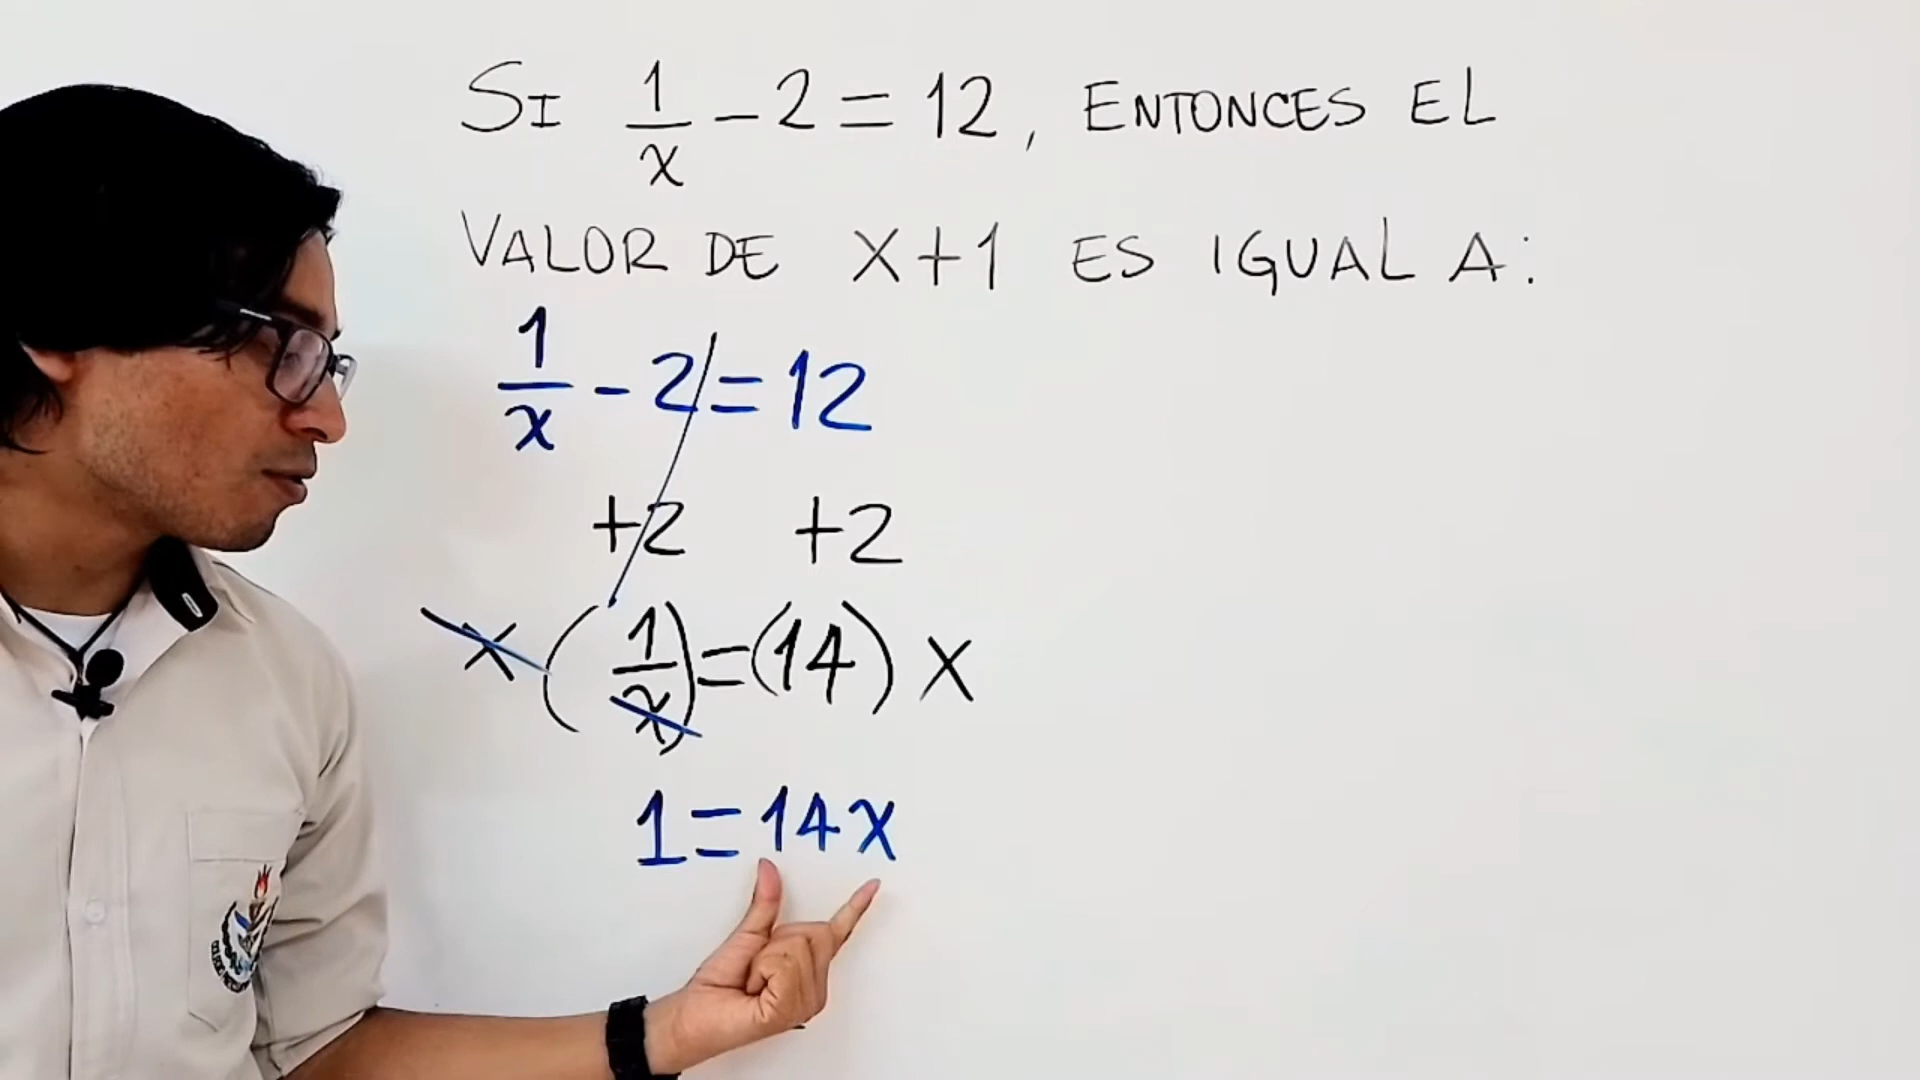 SI 1/x - 2 = 12, ENTONCES EL
VALOR DE x+1 ES IGUAL A:
1/x - 2 = 12
+2 +2
x(1/x) = (14)x
1 = 14x